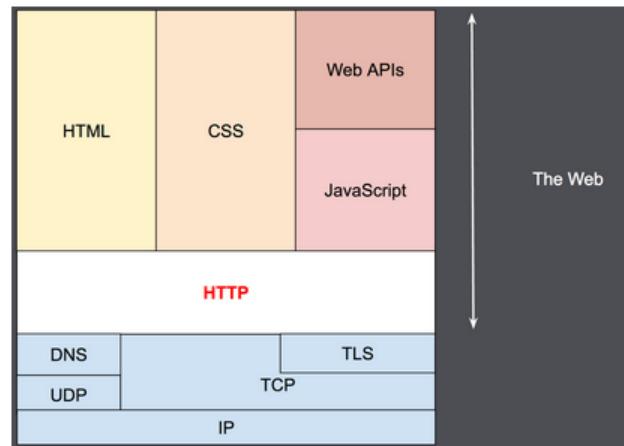 Web APIs
HTML
CSS
The Web
JavaScript
HTTP
DNS
TLS
TCP
UDP
IP